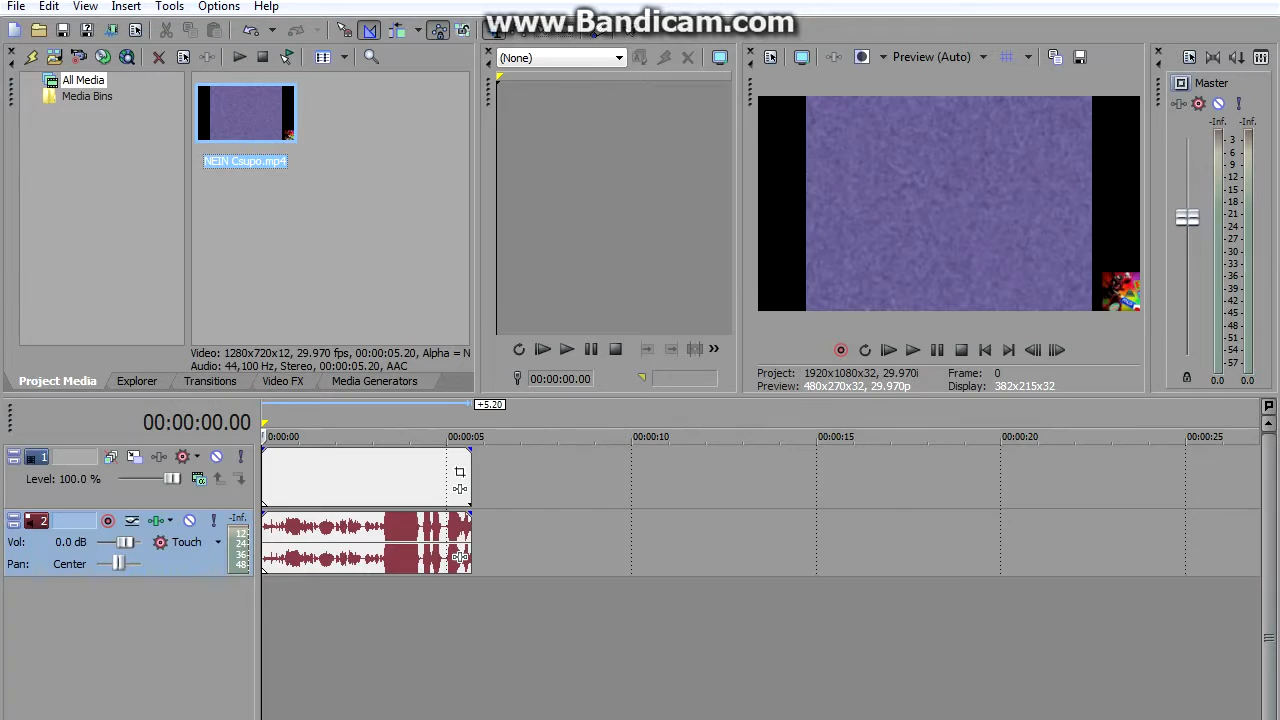 www.Bandicam.com
File Edit View Insert Tools Options Help
(None)
Preview (Auto)
All Media
Media Bins
NEIN Csupo.mp4
Master
-Inf. -Inf.
3
6
9
12
15
18
21
24
27
30
33
36
39
42
45
48
51
54
57
0.0 0.0
Video: 1280x720x12, 29.970 fps, 00:00:05.20, Alpha = N
Audio: 44,100 Hz, Stereo, 00:00:05.20, AAC
Project Media Explorer Transitions Video FX Media Generators
00:00:00.00
Project: 1920x1080x32, 29.970i Frame: 0
Preview: 480x270x32, 29.970p Display: 382x215x32
00:00:00.00
+5.20
0:00:00 00:00:05 00:00:10 00:00:15 00:00:20 00:00:25
1
Level: 100.0 %
2
-Inf.
12
24
36
48
Vol: 0.0 dB Touch
Pan: Center